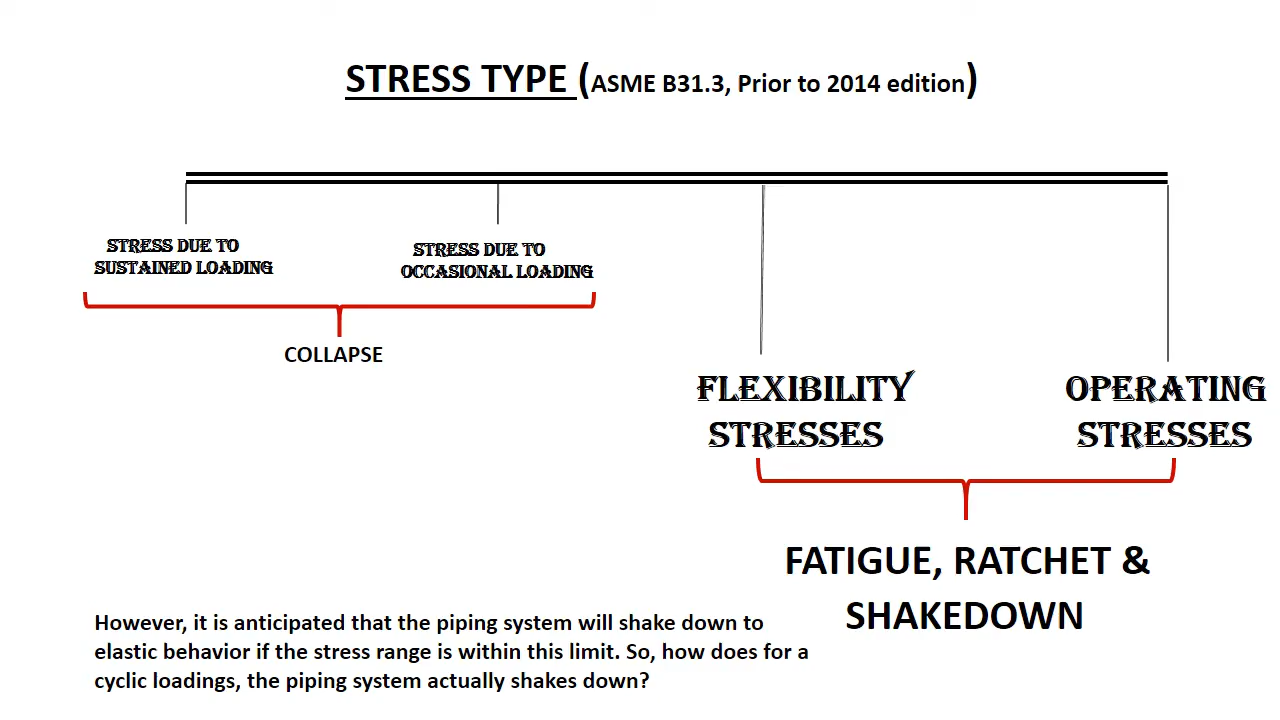 STRESS TYPE (ASME B31.3, Prior to 2014 edition)
STRESS DUE TO
SUSTAINED LOADING
STRESS DUE TO
OCCASIONAL LOADING
COLLAPSE
FLEXIBILITY
STRESSES
OPERATING
STRESSES
FATIGUE, RATCHET &
SHAKEDOWN
However, it is anticipated that the piping system will shake down to
elastic behavior if the stress range is within this limit. So, how does for a
cyclic loadings, the piping system actually shakes down?